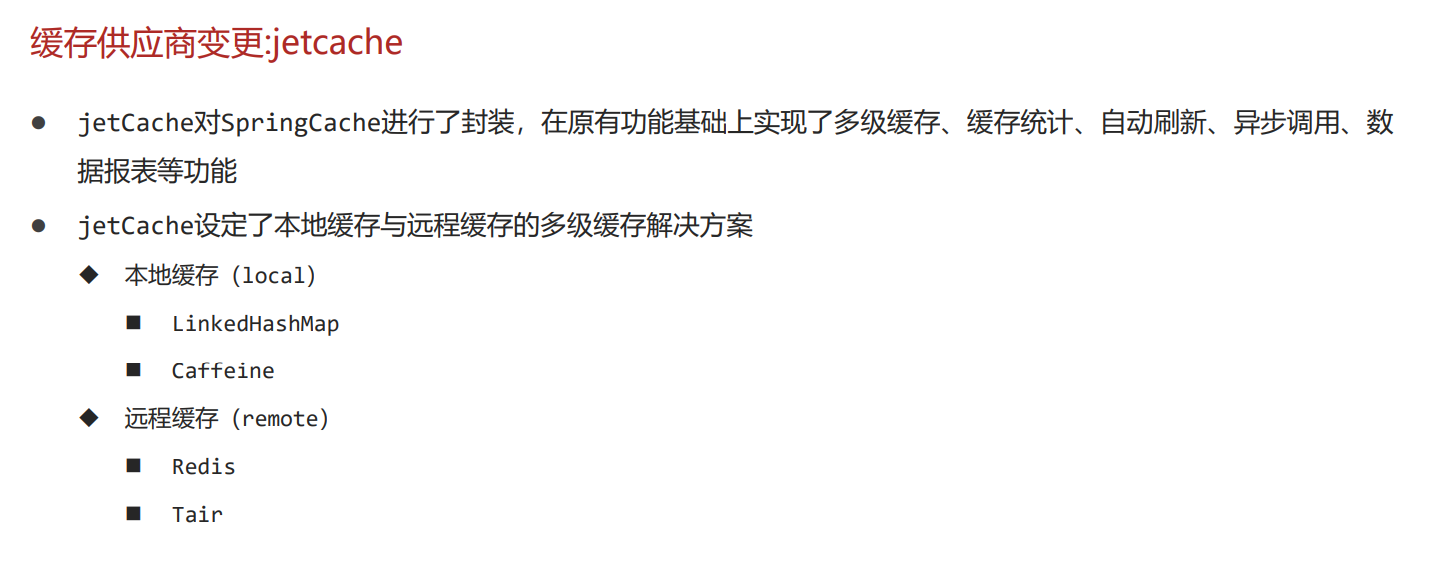 缓存供应商变更:jetcache
● jetCache对SpringCache进行了封装，在原有功能基础上实现了多级缓存、缓存统计、自动刷新、异步调用、数
据报表等功能
● jetCache设定了本地缓存与远程缓存的多级缓存解决方案
◆ 本地缓存（local）
■ LinkedHashMap
■ Caffeine
◆ 远程缓存（remote）
■ Redis
■ Tair